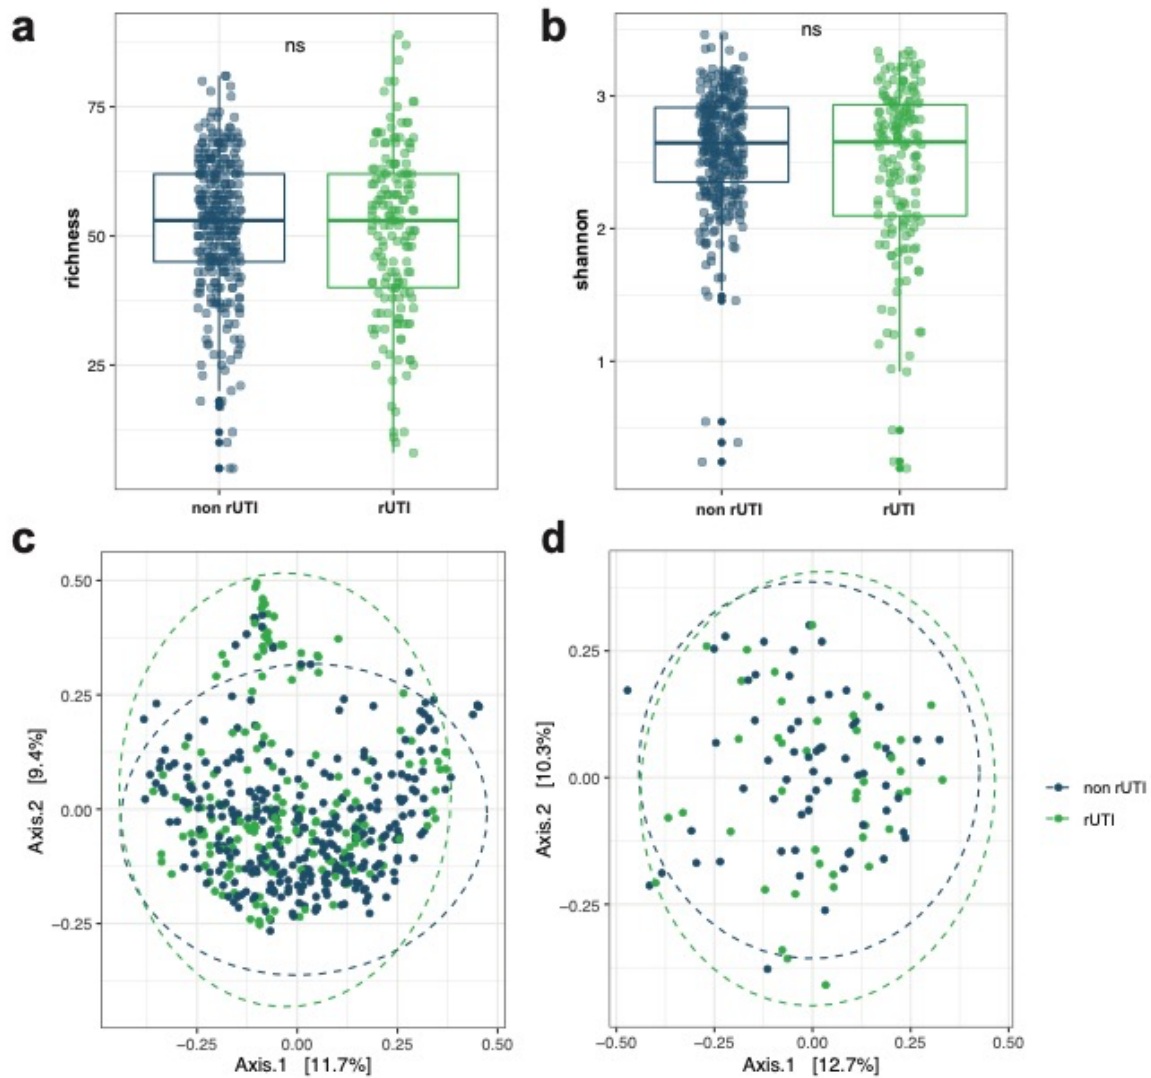 a
ns
75
50
25
richness
non rUTI
rUTI
b
ns
3
2
1
shannon
non rUTI
rUTI
c
0.50
0.25
0.00
−0.25
Axis.2 [9.4%]
−0.25
0.00
0.25
0.50
Axis.1 [11.7%]
d
0.25
0.00
−0.25
Axis.2 [10.3%]
−0.50
−0.25
0.00
0.25
0.50
Axis.1 [12.7%]
non rUTI
rUTI